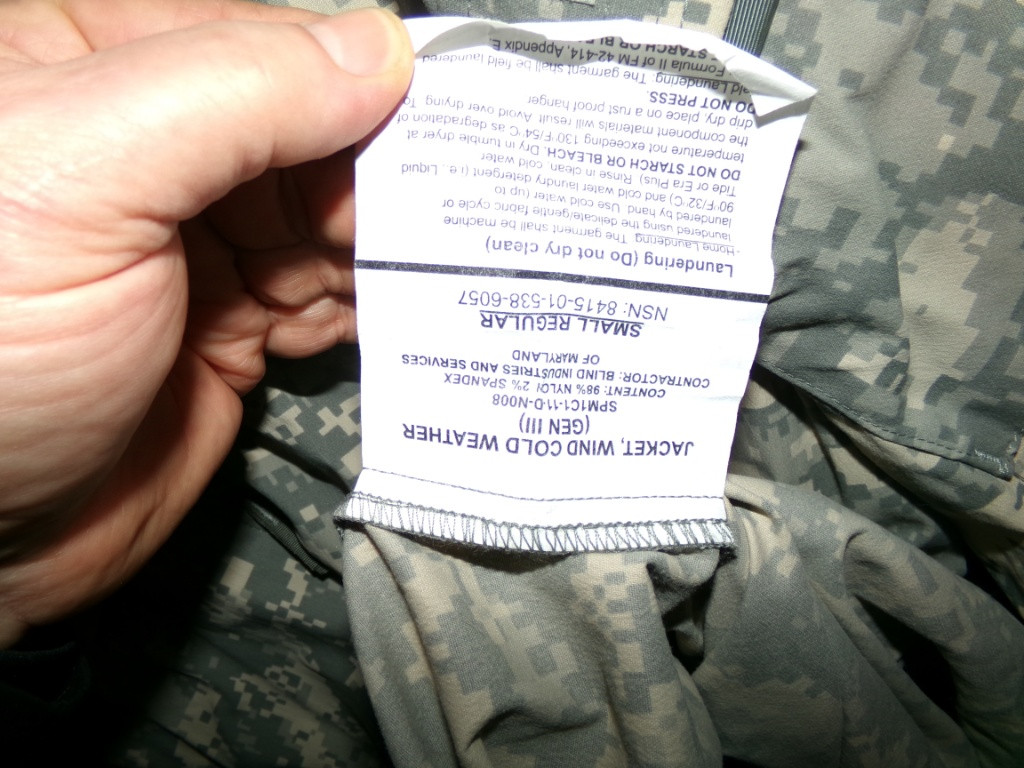 JACKET, WIND COLD WEATHER
(GEN III)
SPM1C1-11-D-N008
CONTENT: 98% NYLO 2% SPANDEX
CONTRACTOR: BLIND INDUSTRIES AND SERVICES
OF MARYLAND
SMALL REGULAR
NSN: 8415-01-538-6057
Laundering (Do not dry clean)
- Home Laundering. The garment shall be machine
laundered using the delicate/gentle fabric cycle or
laundered by hand. Use cold water (up to
90°F/32°C) and cold water laundry detergent (i.e., Liquid
Tide or Era Plus). Rinse in clean, cold water
DO NOT STARCH OR BLEACH. Dry in tumble dryer at
temperature not exceeding 130°F/54°C as degradation of
the component materials will result. Avoid over drying. To
drip dry, place on a rust proof hanger
DO NOT PRESS.
Laundering. The garment shall be field laundered
Formula II of FM 42-414, Appendix E
STARCH OR